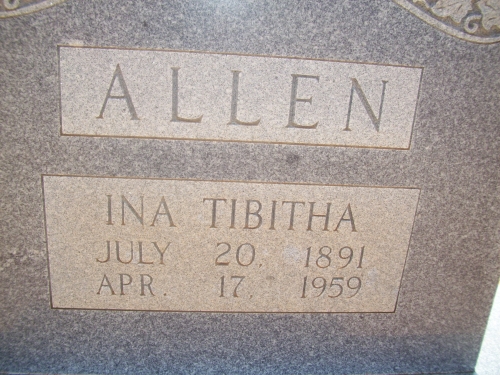 ALLEN
INA TIBITHA
JULY 20, 1891
APR. 17, 1959